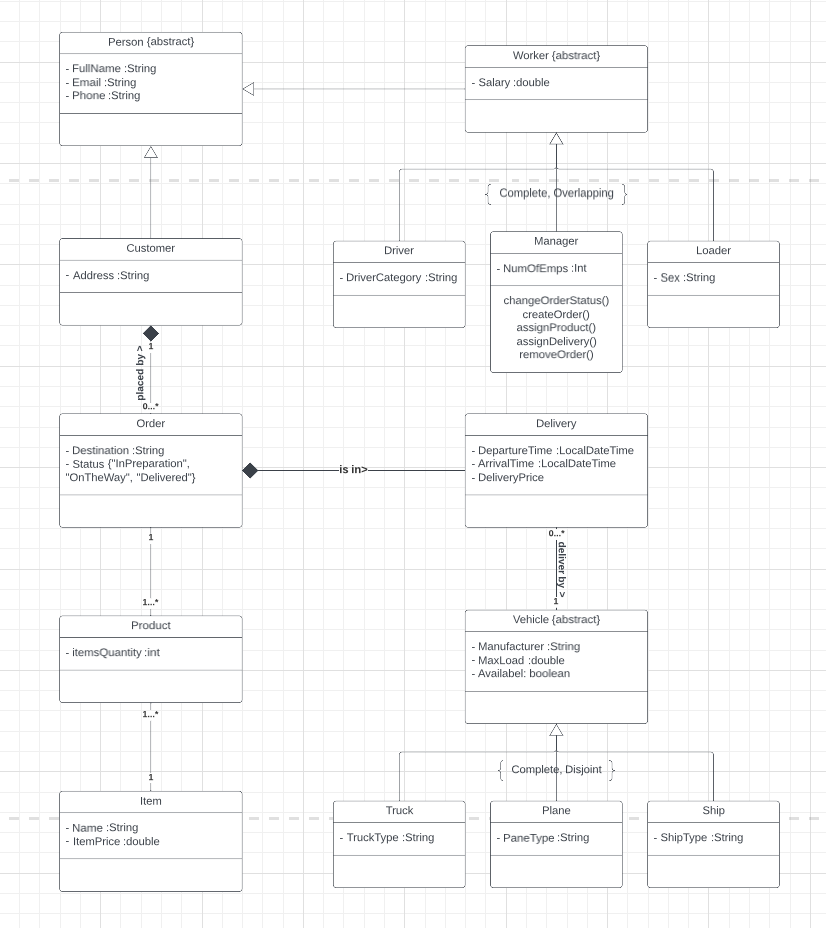 Person {abstract}
- FullName :String
- Email :String
- Phone :String
Worker {abstract}
- Salary :double
{ Complete, Overlapping }
Customer
- Address :String
Driver
- DriverCategory :String
Manager
- NumOfEmps :Int
changeOrderStatus()
createOrder()
assignProduct()
assignDelivery()
removeOrder()
Loader
- Sex :String
1
placed by >
0...*
Order
- Destination :String
- Status {"InPreparation",
"OnTheWay", "Delivered"}
is in>
Delivery
- DepartureTime :LocalDateTime
- ArrivalTime :LocalDateTime
- DeliveryPrice
1
1...*
0...*
deliver by >
1
Product
- itemsQuantity :int
Vehicle {abstract}
- Manufacturer :String
- MaxLoad :double
- Availabel: boolean
1...*
1
{ Complete, Disjoint }
Item
- Name :String
- ItemPrice :double
Truck
- TruckType :String
Plane
- PaneType :String
Ship
- ShipType :String